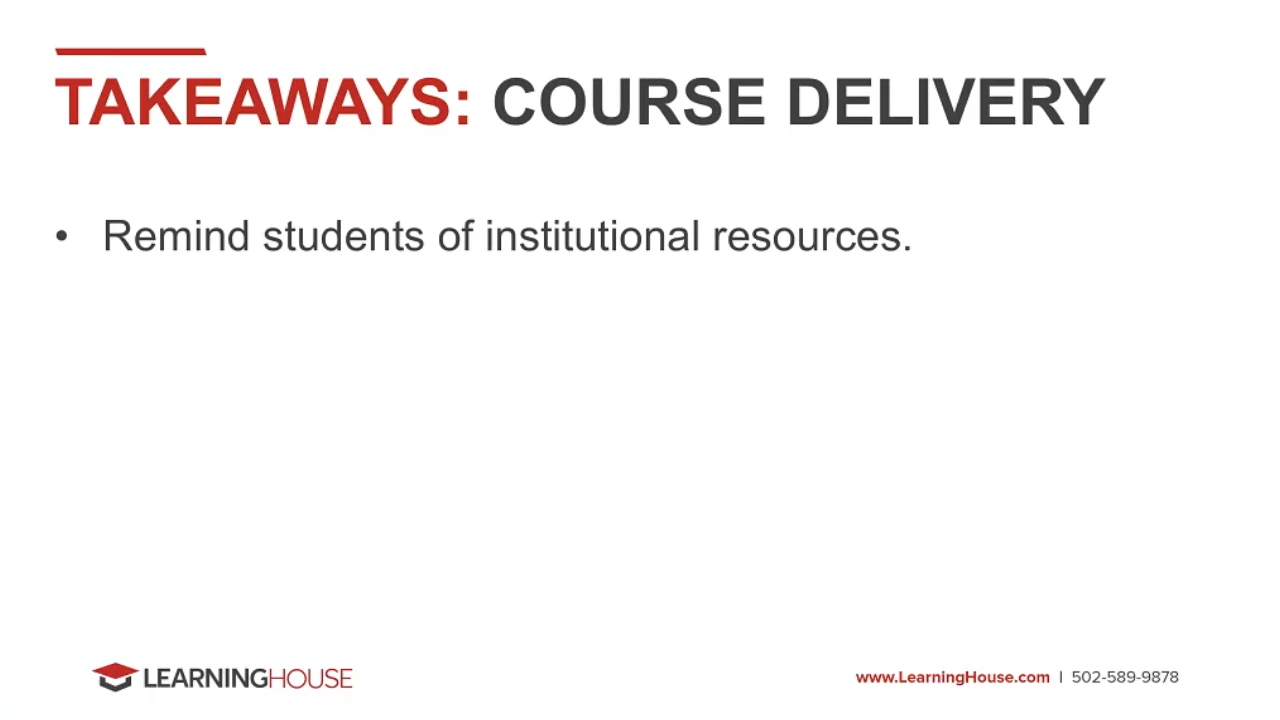 TAKEAWAYS: COURSE DELIVERY
• Remind students of institutional resources.
LEARNINGHOUSE
www.LearningHouse.com | 502-589-9878